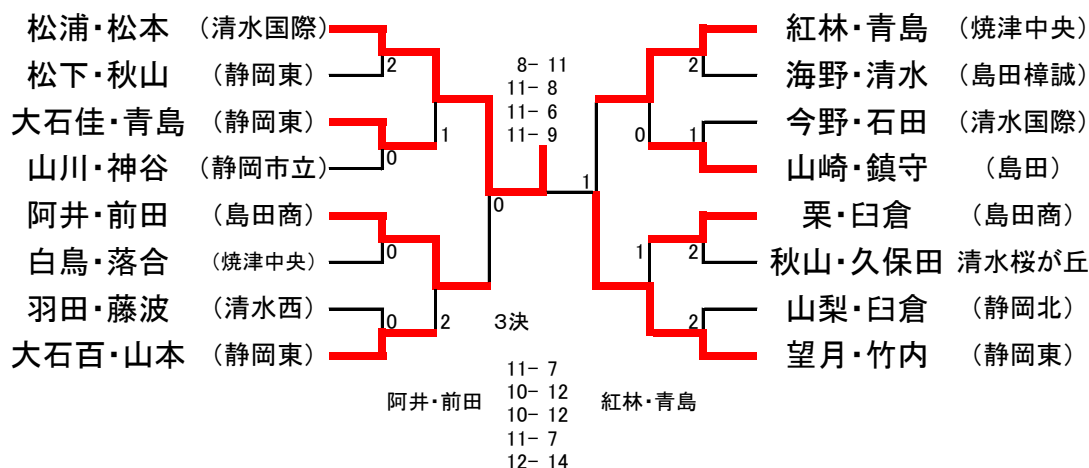 松浦・松本 (清水国際)
2
松下・秋山 (静岡東)
大石佳・青島 (静岡東)
1
0
山川・神谷 (静岡市立)
阿井・前田 (島田商)
0
0
白鳥・落合 (焼津中央)
羽田・藤波 (清水西)
0
2
大石百・山本 (静岡東)
8- 11
11- 8
11- 6
11- 9
1
紅林・青島 (焼津中央)
2
海野・清水 (島田樟誠)
今野・石田 (清水国際)
0
1
山崎・鎮守 (島田)
栗・臼倉 (島田商)
1
2
秋山・久保田 清水桜が丘
山梨・臼倉 (静岡北)
2
望月・竹内 (静岡東)
3決
阿井・前田
11- 7
10- 12
10- 12
11- 7
12- 14
紅林・青島